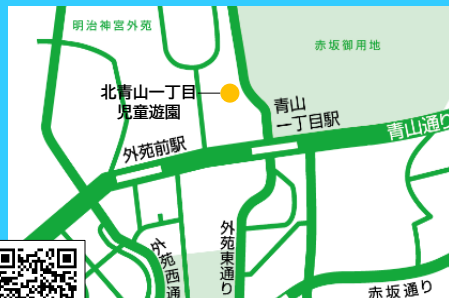 明治神宮外苑
赤坂御用地
北青山一丁目
児童遊園
青山
一丁目駅
青山通り
外苑前駅
外苑東通り
外苑西通
赤坂通り